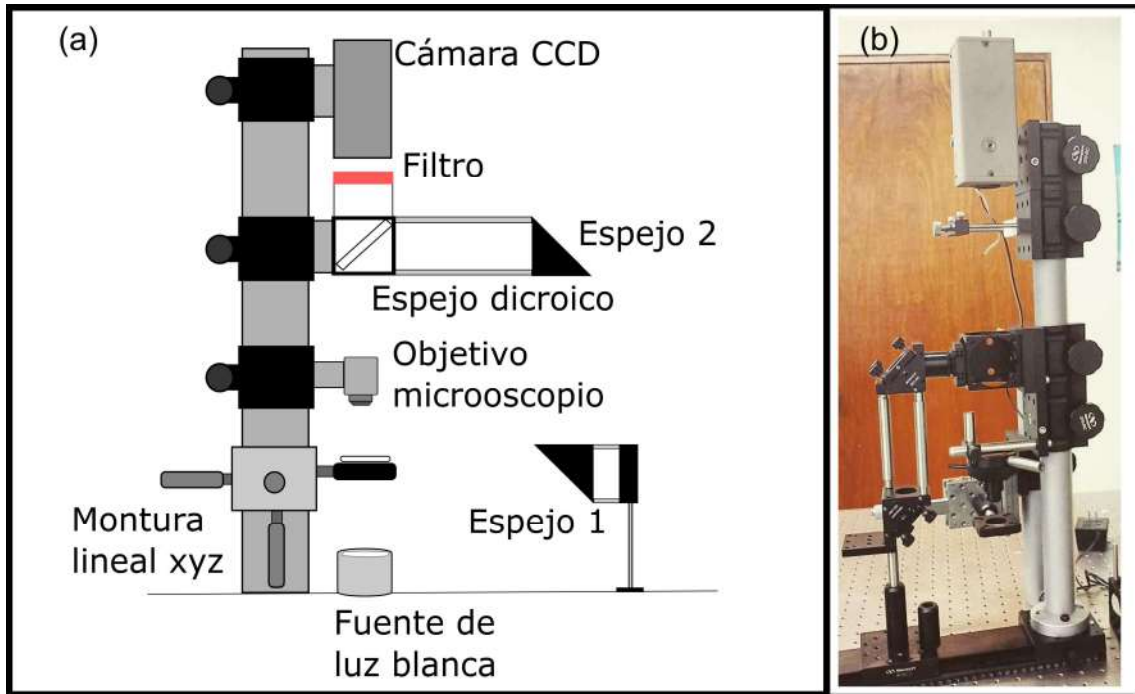 (a)
Cámara CCD
Filtro
Espejo 2
Espejo dicroico
Objetivo
microoscopio
Montura
lineal xyz
Espejo 1
Fuente de
luz blanca
(b)